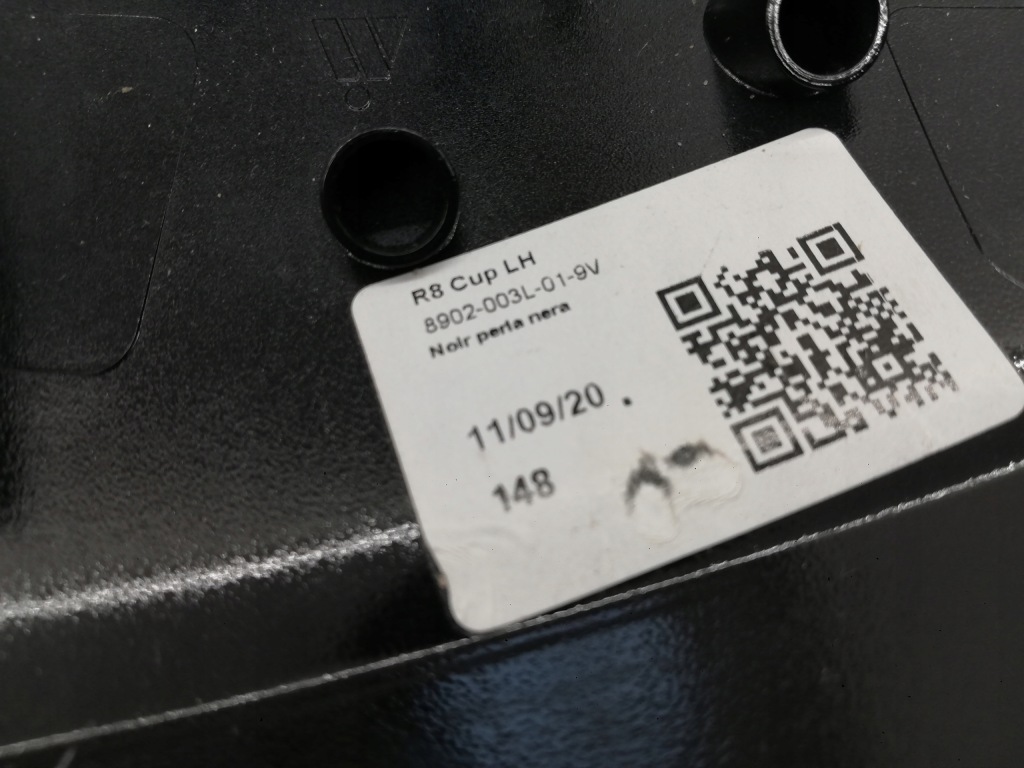 R8 Cup LH
8902-003L-01-9V
Noir perla nera
11/09/20 .
148